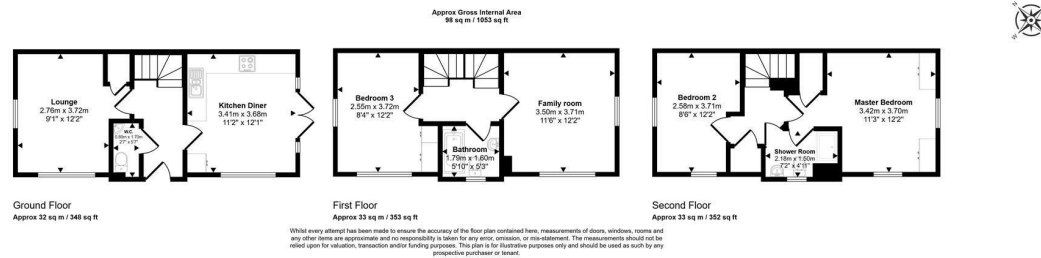 Approx Gross Internal Area
98 sq m / 1053 sq ft
N
W
Lounge
2.76m x 3.72m
9'1" x 12'2"
W.C.
0.80m x 1.70m
2'7" x 5'7"
Kitchen Diner
3.41m x 3.68m
11'2" x 12'1"
Ground Floor
Approx 32 sq m / 348 sq ft
Bedroom 3
2.55m x 3.72m
8'4" x 12'2"
Bathroom
1.79m x 1.60m
5'10" x 5'3"
Family room
3.50m x 3.71m
11'6" x 12'2"
First Floor
Approx 33 sq m / 353 sq ft
Bedroom 2
2.58m x 3.71m
8'6" x 12'2"
Shower Room
2.18m x 1.50m
7'2" x 4'11"
Master Bedroom
3.42m x 3.70m
11'3" x 12'2"
Second Floor
Approx 33 sq m / 352 sq ft
Whilst every attempt has been made to ensure the accuracy of the floor plan contained here, measurements of doors, windows, rooms and
any other items are approximate and no responsibility is taken for any error, omission, or mis-statement. The measurements should not be
relied upon for valuation, transaction and/or funding purposes. This plan is for illustrative purposes only and should be used as such by any
prospective purchaser or tenant.